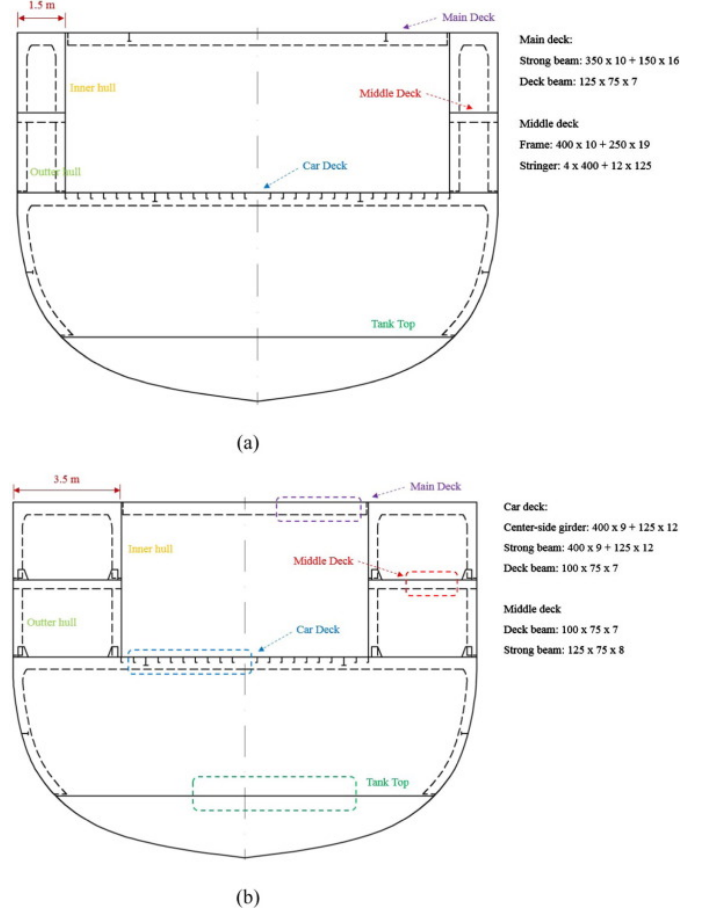 1.5 m
Main Deck
Main deck:
Strong beam: 350 x 10 + 150 x 16
Deck beam: 125 x 75 x 7
Inner hull
Middle Deck
Middle deck
Frame: 400 x 10 + 250 x 19
Stringer: 4 x 400 + 12 x 125
Outter hull
Car Deck
Tank Top
(a)
3.5 m
Main Deck
Car deck:
Center-side girder: 400 x 9 + 125 x 12
Strong beam: 400 x 9 + 125 x 12
Deck beam: 100 x 75 x 7
Inner hull
Middle Deck
Middle deck
Deck beam: 100 x 75 x 7
Strong beam: 125 x 75 x 8
Outter hull
Car Deck
Tank Top
(b)